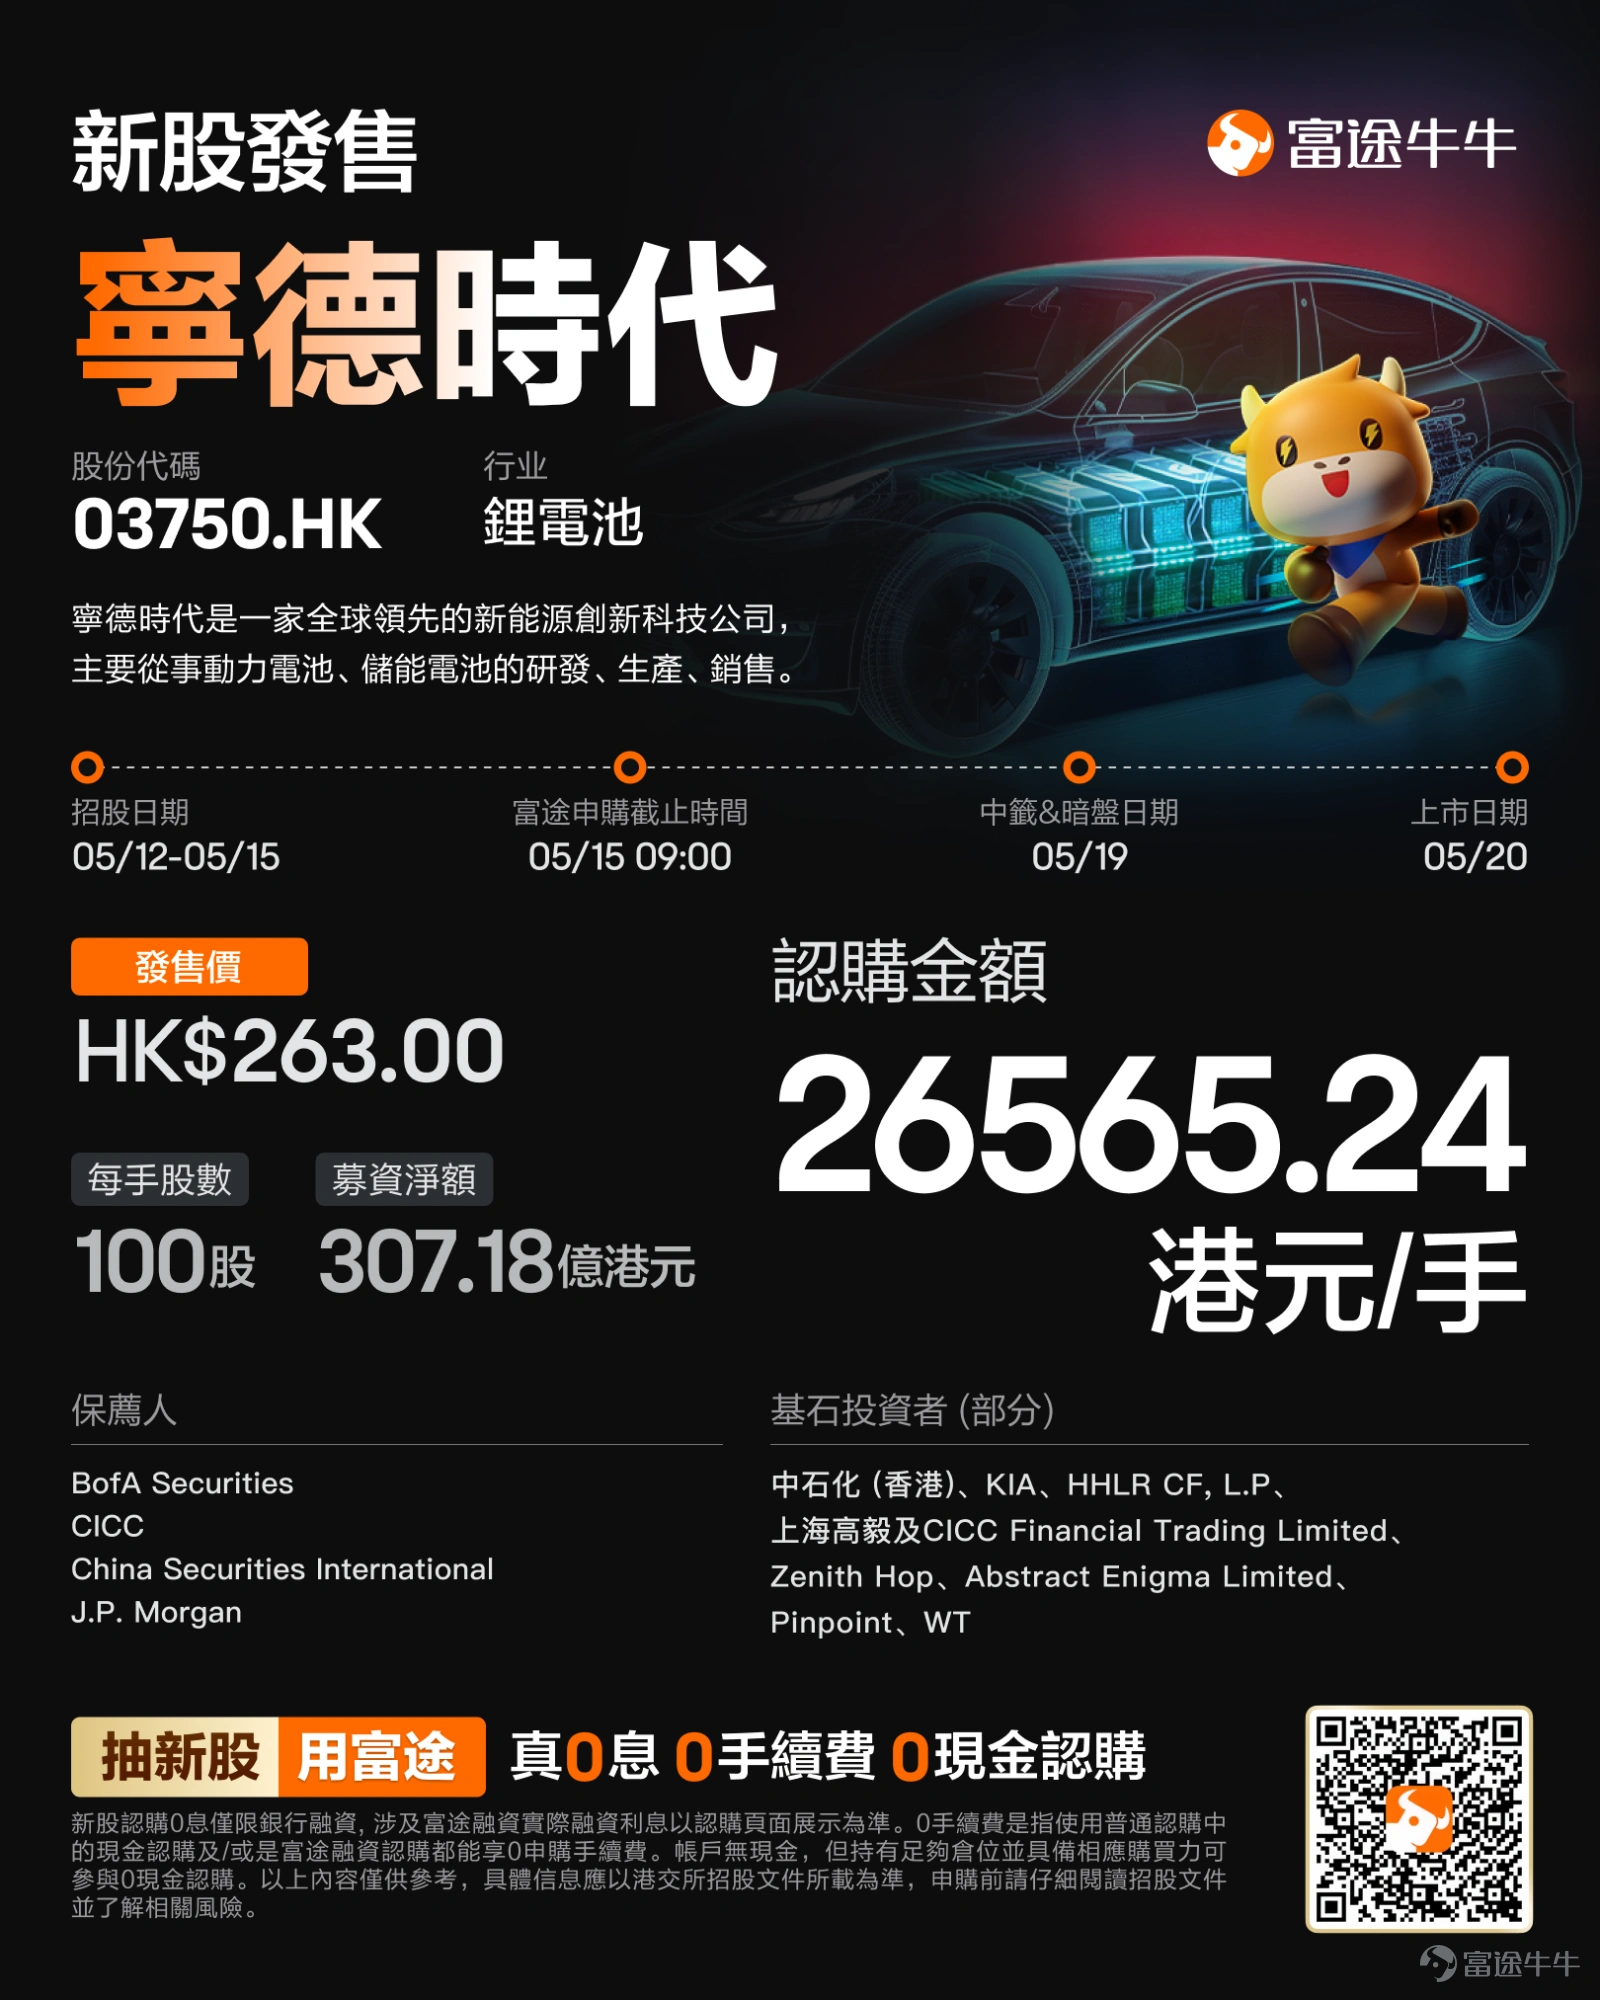 新股發售
富途牛牛
寧德時代
股份代碼
行业
03750.HK
鋰電池
寧德時代是一家全球領先的新能源創新科技公司，
主要從事動力電池、儲能電池的研發、生產、銷售。
招股日期
富途申購截止時間
中籤&暗盤日期
上市日期
05/12-05/15
05/15 09:00
05/19
05/20
發售價
HK$263.00
認購金額
26565.24
港元/手
每手股數
募資淨額
100股
307.18億港元
保薦人
BofA Securities
CICC
China Securities International
J.P. Morgan
基石投資者 (部分)
中石化 (香港)、KIA、HHLR CF, L.P、
上海高毅及CICC Financial Trading Limited、
Zenith Hop、Abstract Enigma Limited、
Pinpoint、WT
抽新股 用富途 真0息 0手續費 0現金認購
新股認購0息僅限銀行融資，涉及富途融資實際融資利息以認購頁面展示為準。0手續費是指使用普通認購中
的現金認購及/或是富途融資認購都能享0申購手續費。帳戶無現金，但持有足夠倉位並具備相應購買力可
參與0現金認購。以上內容僅供參考，具體信息應以港交所招股文件所載為準，申購前請仔細閱讀招股文件
並了解相關風險。
富途牛牛